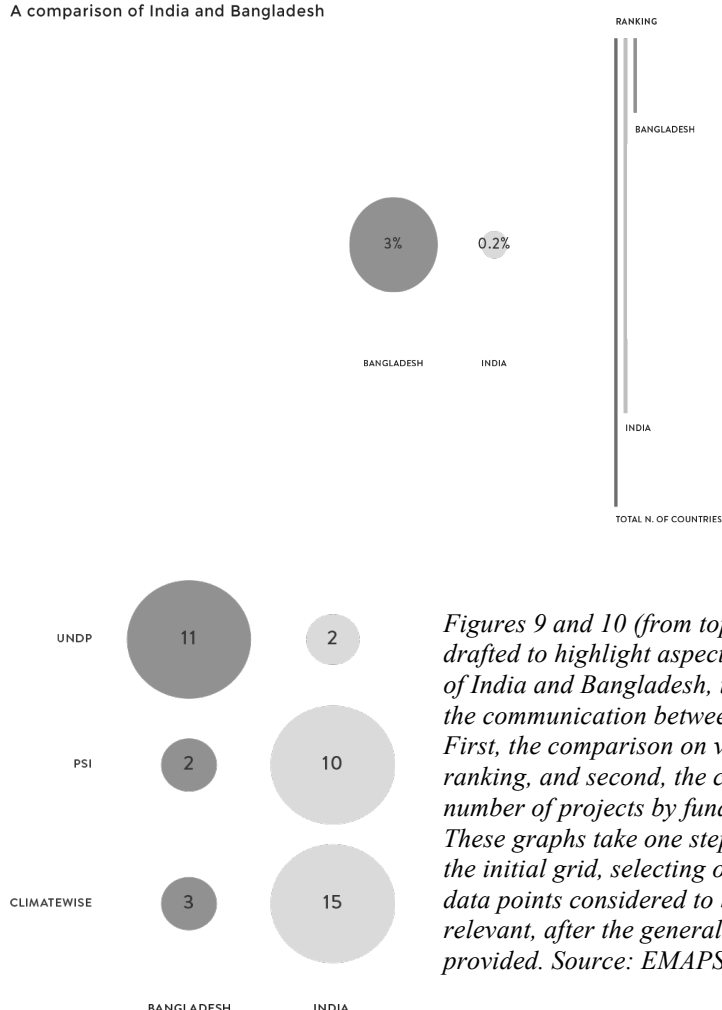 A comparison of India and Bangladesh
RANKING
BANGLADESH
3%
0.2%
BANGLADESH
INDIA
INDIA
TOTAL N. OF COUNTRIES
UNDP
11
2
PSI
2
10
CLIMATEWISE
3
15
BANGLADESH
INDIA
Figures 9 and 10 (from top
drafted to highlight aspect
of India and Bangladesh,
the communication betwee
First, the comparison on
ranking, and second, the
number of projects by fund
These graphs take one step
the initial grid, selecting
data points considered to
relevant, after the general
provided. Source: EMAPS